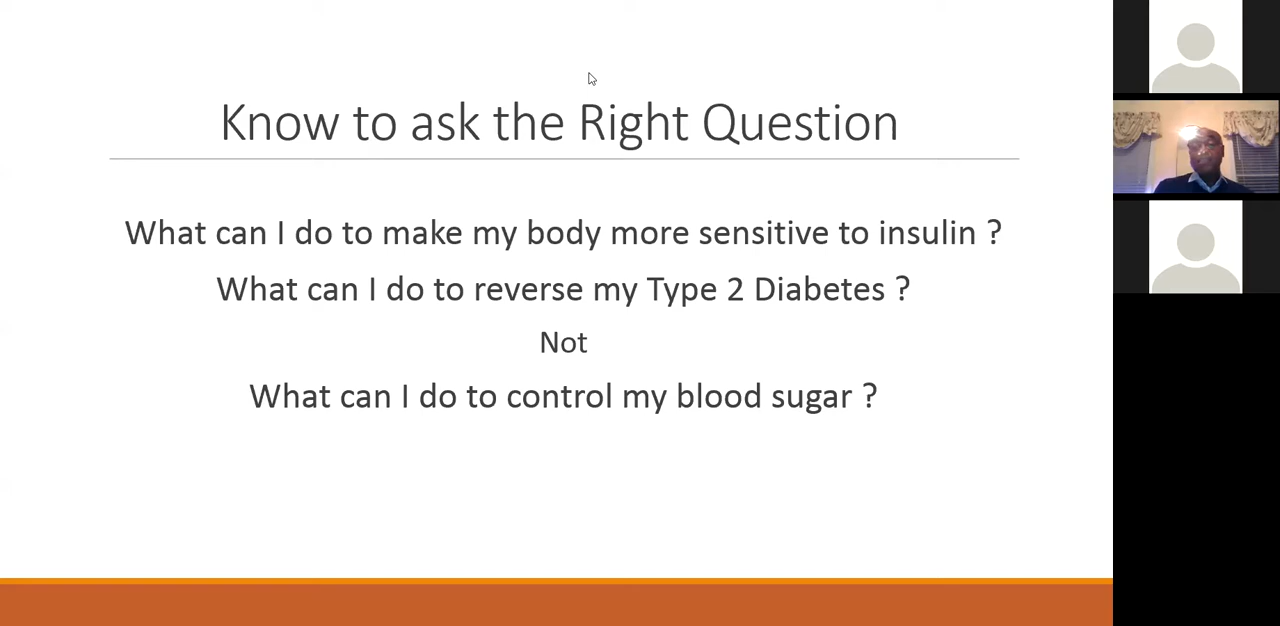 Know to ask the Right Question
What can I do to make my body more sensitive to insulin ?
What can I do to reverse my Type 2 Diabetes ?
Not
What can I do to control my blood sugar ?